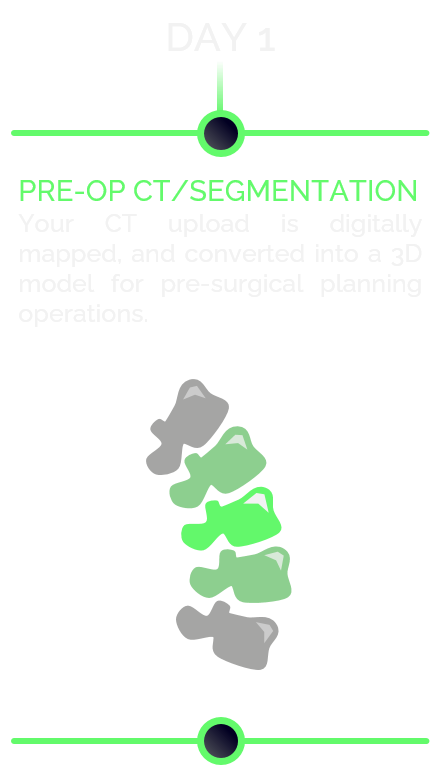 DAY 1
PRE-OP CT/SEGMENTATION
Your CT upload is digitally
mapped, and converted into a 3D
model for pre-surgical planning
operations.